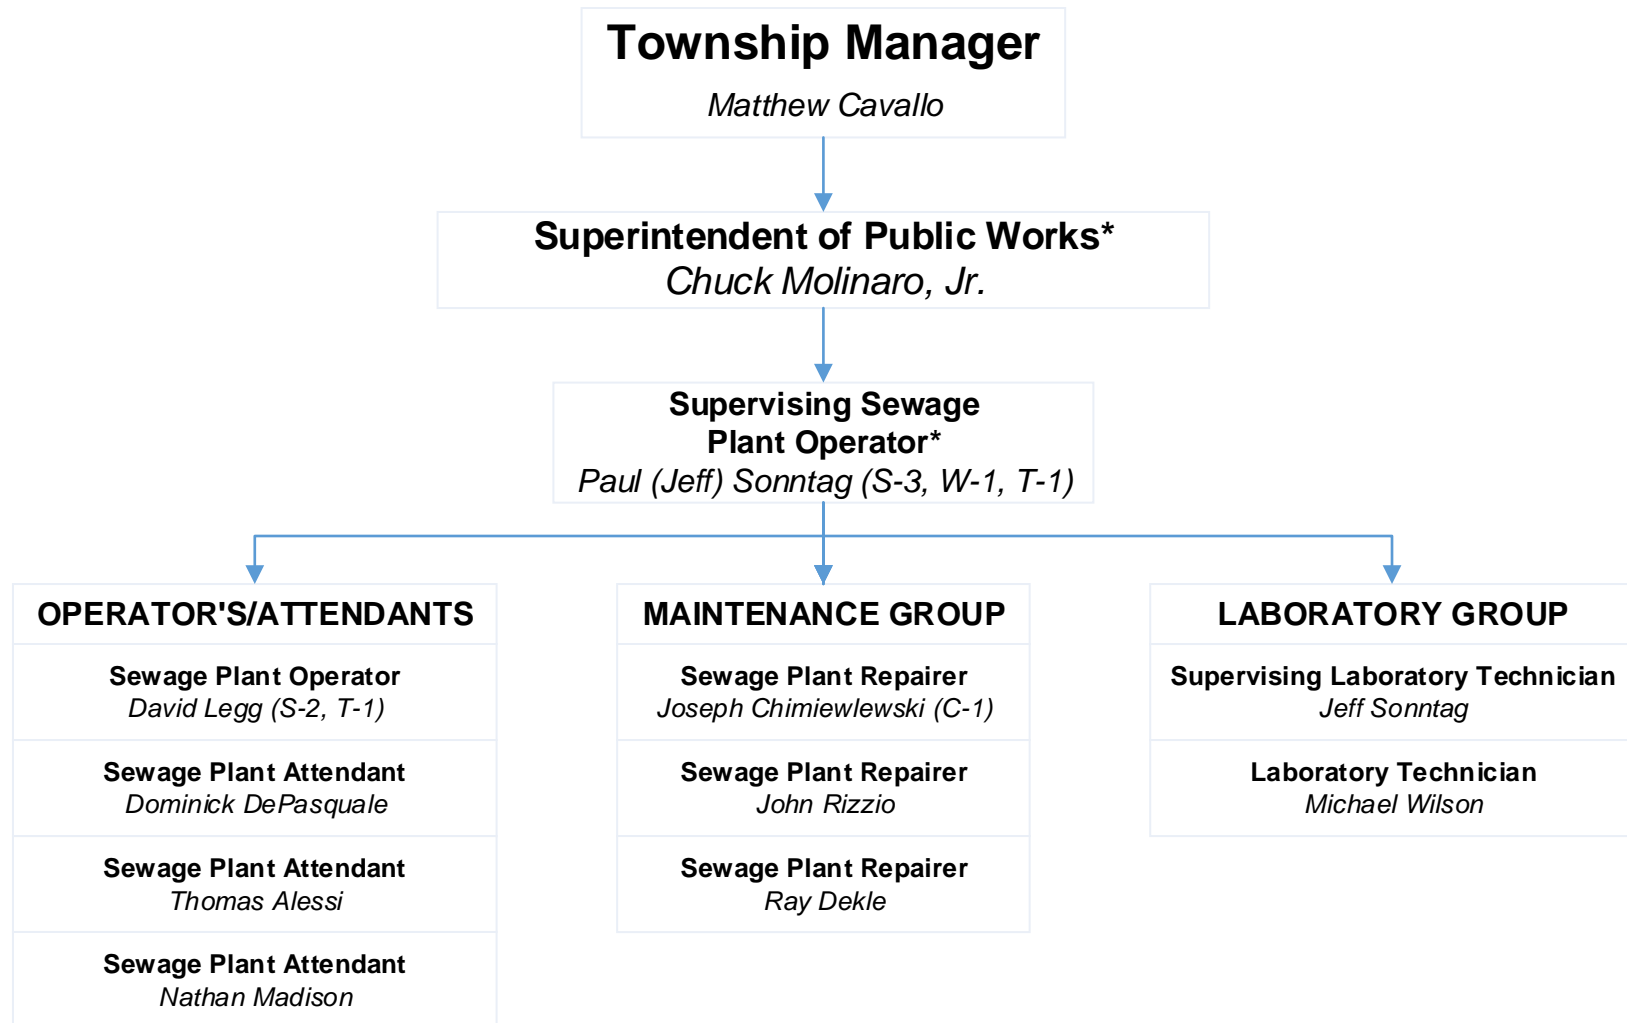 Township Manager
Matthew Cavallo
Superintendent of Public Works*
Chuck Molinaro, Jr.
Supervising Sewage
Plant Operator*
Paul (Jeff) Sonntag (S-3, W-1, T-1)
OPERATOR'S/ATTENDANTS
Sewage Plant Operator
David Legg (S-2, T-1)
Sewage Plant Attendant
Dominick DePasquale
Sewage Plant Attendant
Thomas Alessi
Sewage Plant Attendant
Nathan Madison
MAINTENANCE GROUP
Sewage Plant Repairer
Joseph Chimiewlewski (C-1)
Sewage Plant Repairer
John Rizzio
Sewage Plant Repairer
Ray Dekle
LABORATORY GROUP
Supervising Laboratory Technician
Jeff Sonntag
Laboratory Technician
Michael Wilson